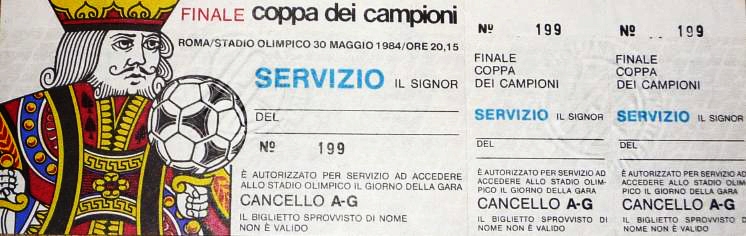 FINALE coppa dei campioni
ROMA/STADIO OLIMPICO 30 MAGGIO 1984/ORE 20,15
SERVIZIO IL SIGNOR
DEL
Nº 199
È AUTORIZZATO PER SERVIZIO AD ACCEDERE
ALLO STADIO OLIMPICO IL GIORNO DELLA GARA
CANCELLO A-G
IL BIGLIETTO SPROVVISTO DI NOME
NON È VALIDO
Nº 199
FINALE
COPPA
DEI CAMPIONI
SERVIZIO IL SIGNOR
DEL
È AUTORIZZATO PER SERVIZIO AD
ACCEDERE ALLO STADIO OLIM-
PICO IL GIORNO DELLA GARA
CANCELLO A-G
IL BIGLIETTO SPROVVISTO DI
NOME NON È VALIDO
Nº 199
FINALE
COPPA
DEI CAMPIONI
SERVIZIO IL SIGNOR
DEL
È AUTORIZZATO PER SERVIZIO AD
ACCEDERE ALLO STADIO OLIM-
PICO IL GIORNO DELLA GARA
CANCELLO A-G
IL BIGLIETTO SPROVVISTO DI
NOME NON È VALIDO